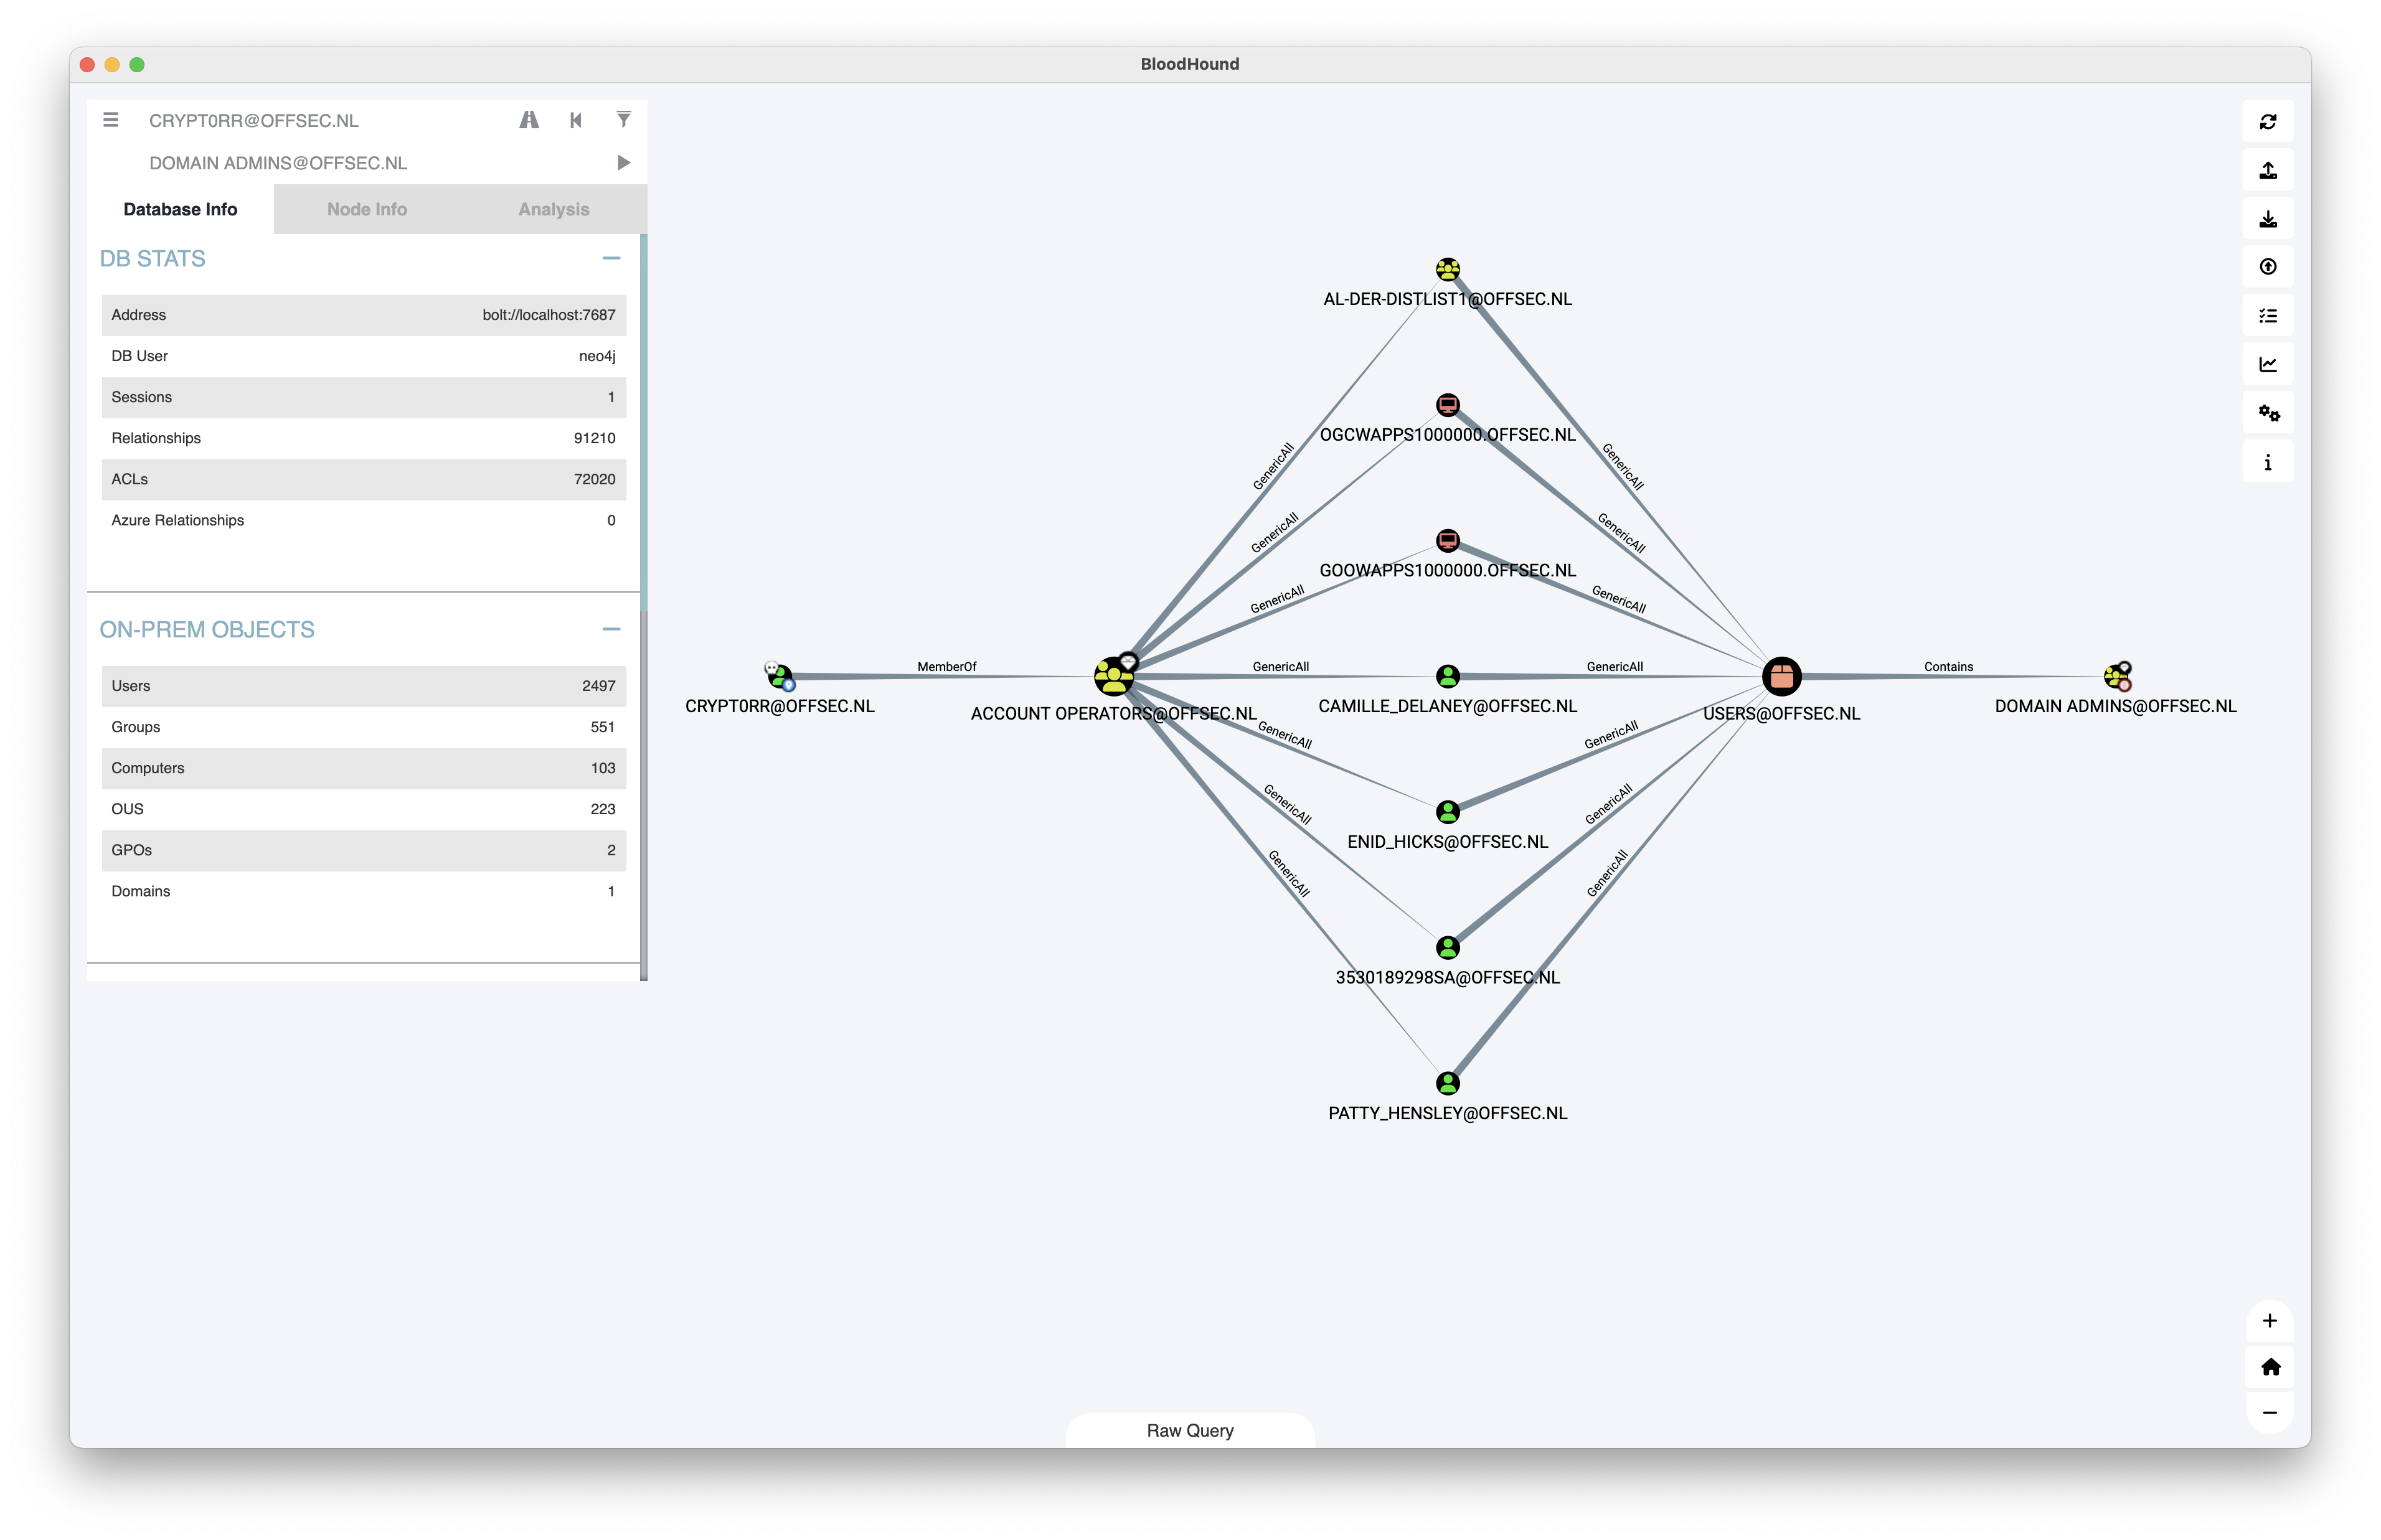 BloodHound
CRYPT0RR@OFFSEC.NL
DOMAIN ADMINS@OFFSEC.NL
Database Info Node Info Analysis
DB STATS
Address bolt://localhost:7687
DB User neo4j
Sessions 1
Relationships 91210
ACLs 72020
Azure Relationships 0
ON-PREM OBJECTS
Users 2497
Groups 551
Computers 103
OUS 223
GPOs 2
Domains 1
AL-DER-DISTLIST1@OFFSEC.NL
OGCWAPPS1000000.OFFSEC.NL
GenericAll GenericAll
GenericAll GenericAll
GOOWAPPS1000000.OFFSEC.NL
GenericAll GenericAll
MemberOf GenericAll GenericAll Contains
CRYPT0RR@OFFSEC.NL ACCOUNT OPERATORS@OFFSEC.NL CAMILLE_DELANEY@OFFSEC.NL USERS@OFFSEC.NL DOMAIN ADMINS@OFFSEC.NL
GenericAll GenericAll
GenericAll GenericAll
ENID_HICKS@OFFSEC.NL
GenericAll GenericAll
3530189298SA@OFFSEC.NL
PATTY_HENSLEY@OFFSEC.NL
Raw Query